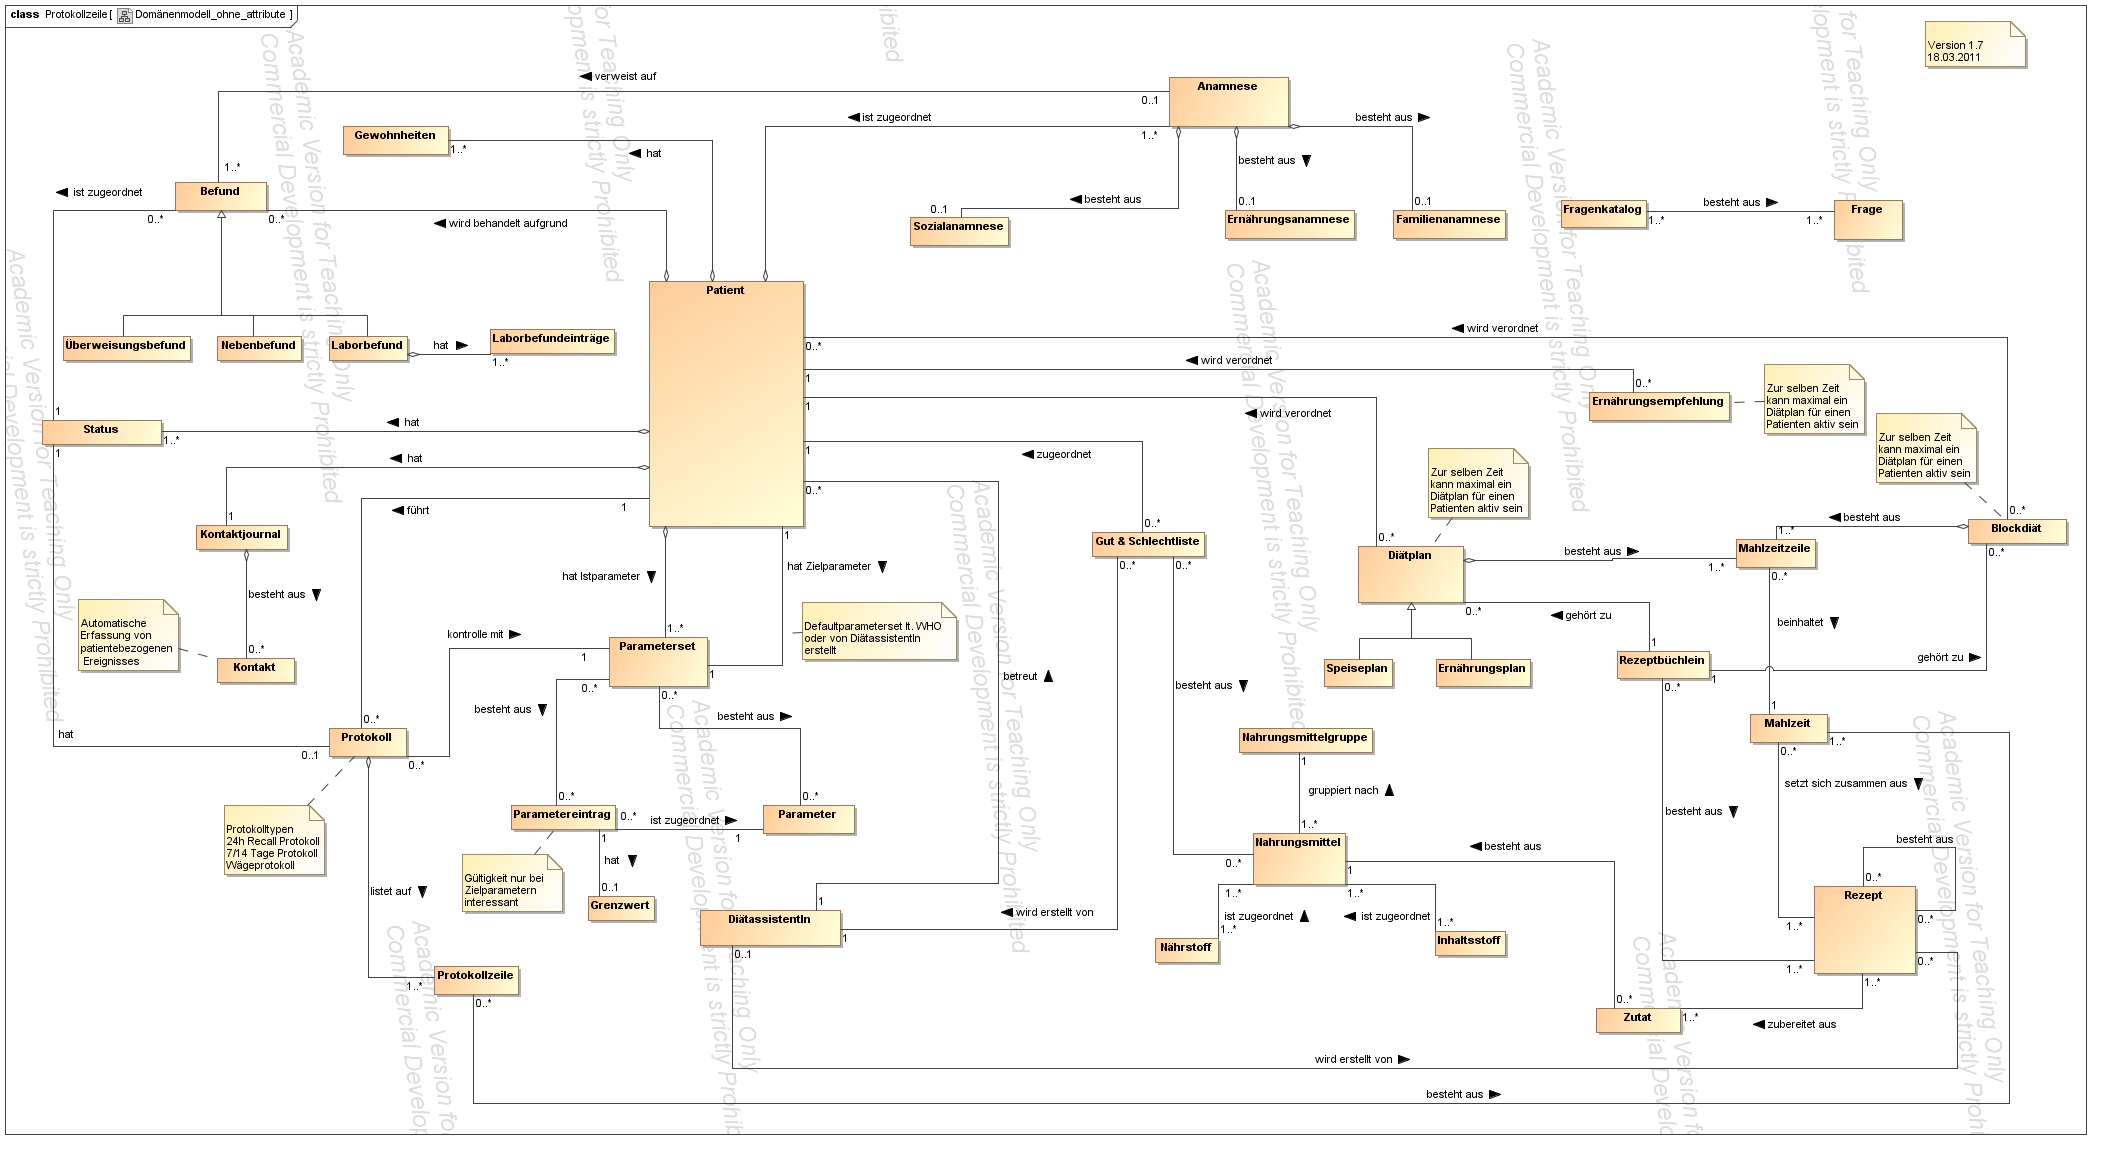 class Protokollzeile [ Domänenmodell_ohne_attribute ]
Version 1.7
18.03.2011
verweist auf
Anamnese
0..1
1..*
ist zugeordnet
besteht aus
Gewohnheiten
1..*
hat
besteht aus
1..*
Befund
ist zugeordnet
0..*
0..*
wird behandelt aufgrund
besteht aus
0..1
Sozialanamnese
0..1
Ernährungsanamnese
0..1
Familienanamnese
Fragenkatalog
1..*
besteht aus
1..*
Frage
Patient
Überweisungsbefund
Nebenbefund
Laborbefund
hat
Laborbefundeinträge
1..*
wird verordnet
0..*
wird verordnet
1
0..*
Ernährungsempfehlung
Zur selben Zeit
kann maximal ein
Diätplan für einen
Patienten aktiv sein
1
wird verordnet
Zur selben Zeit
kann maximal ein
Diätplan für einen
Patienten aktiv sein
1
Status
1..*
1
hat
hat
zugeordnet
1
0..*
Zur selben Zeit
kann maximal ein
Diätplan für einen
Patienten aktiv sein
führt
1
1
Kontaktjournal
besteht aus
0..*
Kontakt
Automatische
Erfassung von
patientebezogenen
Ereignisses
hat Istparameter
1
hat Zielparameter
0..*
Gut & Schlechtliste
0..*
0..*
0..*
Diätplan
0..*
besteht aus
1..*
Mahlzeitzeile
1..*
0..*
besteht aus
0..*
Blockdiät
0..*
gehört zu
Speiseplan
Ernährungsplan
1
Rezeptbüchlein
0..*
1
gehört zu
beinhaltet
1
Mahlzeit
0..*
1..*
kontrolle mit
1..*
Parameterset
1
1
0..*
0..*
Defaultparameterset lt. WHO
oder von DiätassistentIn
erstellt
betreut
besteht aus
besteht aus
besteht aus
hat
0..1
0..*
Protokoll
0..*
Protokolltypen
24h Recall Protokoll
7/14 Tage Protokoll
Wägeprotokoll
0..*
Parametereintrag
0..*
ist zugeordnet
1
0..*
Parameter
1
hat
0..1
Grenzwert
Gültigkeit nur bei
Zielparametern
interessant
Nahrungsmittelgruppe
1
gruppiert nach
1..*
Nahrungsmittel
0..*
1
1..*
1..*
besteht aus
ist zugeordnet
ist zugeordnet
1..*
1..*
Nährstoff
Inhaltsstoff
besteht aus
setzt sich zusammen aus
besteht aus
0..*
Rezept
0..*
1..*
1..*
0..*
1..*
listet auf
1
DiätassistentIn
1
0..1
wird erstellt von
Protokollzeile
1..*
0..*
0..*
Zutat
1..*
zubereitet aus
wird erstellt von
besteht aus
Academic Version for Teaching Only
Commercial Development is strictly Prohibited